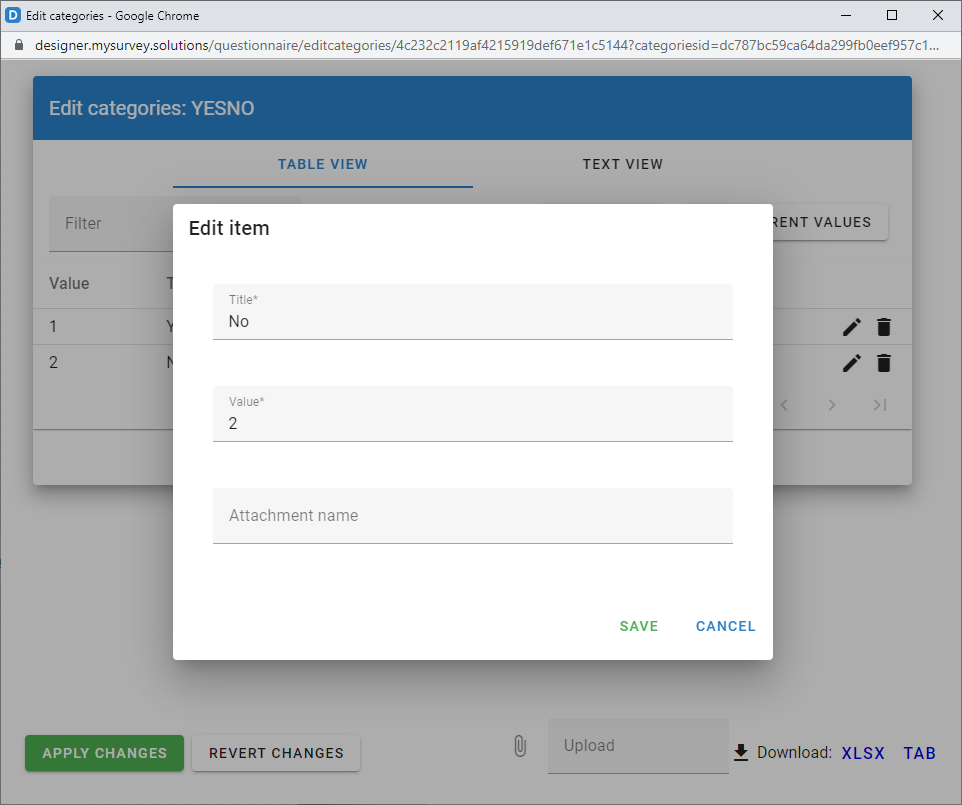 D Edit categories - Google Chrome
designer.mysurvey.solutions/questionnaire/editcategories/4c232c2119af4215919def671e1c5144?categoriesid=dc787bc59ca64da299fb0eef957c1...
Edit categories: YESNO
TABLE VIEW TEXT VIEW
Filter
RENT VALUES
Value T
1 Y
2 N
Edit item
Title*
No
Value*
2
Attachment name
SAVE CANCEL
APPLY CHANGES REVERT CHANGES Upload Download: XLSX TAB